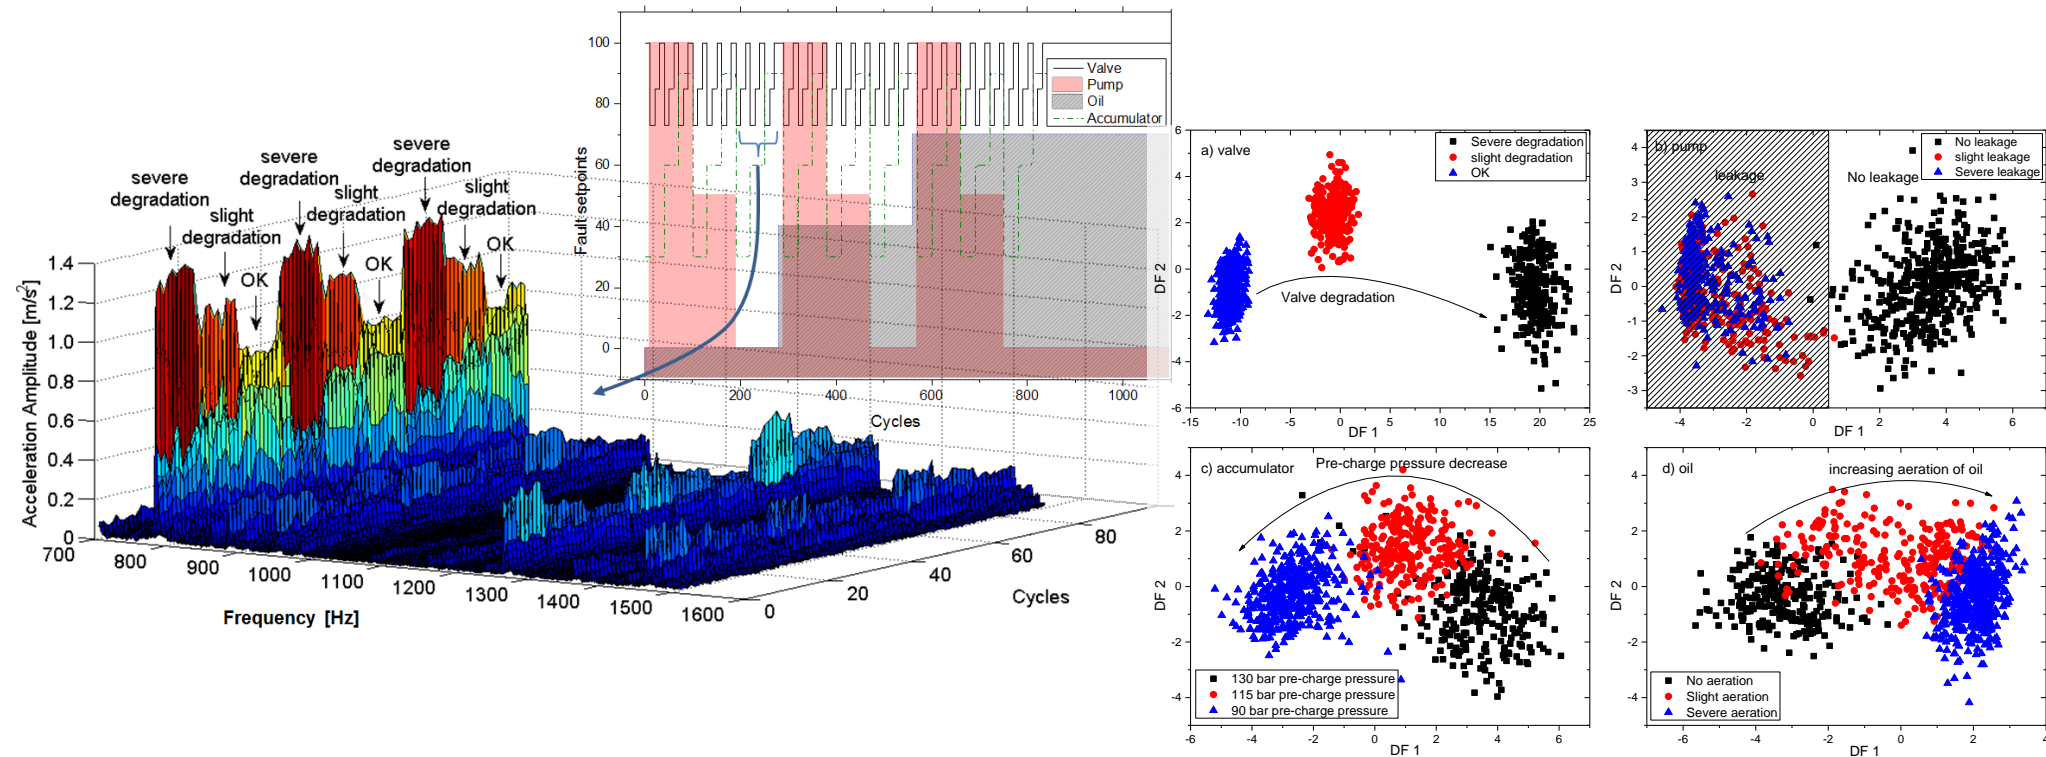 severe
degradation
slight
degradation
OK
severe
degradation
slight
degradation
OK
severe
degradation
slight
degradation
OK
1.4
1.2
1.0
0.8
0.6
0.4
0.2
0
Acceleration Amplitude [m/s²]
700
800
900
1000
1100
1200
1300
1400
1500
1600
Frequency [Hz]
0
20
40
60
80
Cycles
100
80
60
40
20
0
Fault setpoints
0
200
400
600
800
1000
Cycles
Valve
Pump
Oil
Accumulator
a) valve
Severe degradation
slight degradation
OK
Valve degradation
6
4
2
0
-2
-4
-6
DF 2
-15
-10
-5
0
5
10
15
20
25
DF 1
b) pump
No leakage
slight leakage
Severe leakage
leakage
No leakage
4
3
2
1
0
-1
-2
-3
DF 2
-4
-2
0
2
4
6
DF 1
c) accumulator
Pre-charge pressure decrease
130 bar pre-charge pressure
115 bar pre-charge pressure
90 bar pre-charge pressure
4
2
0
-2
-4
DF 2
-6
-4
-2
0
2
4
6
DF 1
d) oil
increasing aeration of oil
No aeration
Slight aeration
Severe aeration
4
2
0
-2
-4
DF 2
-6
-4
-2
0
2
4
DF 1